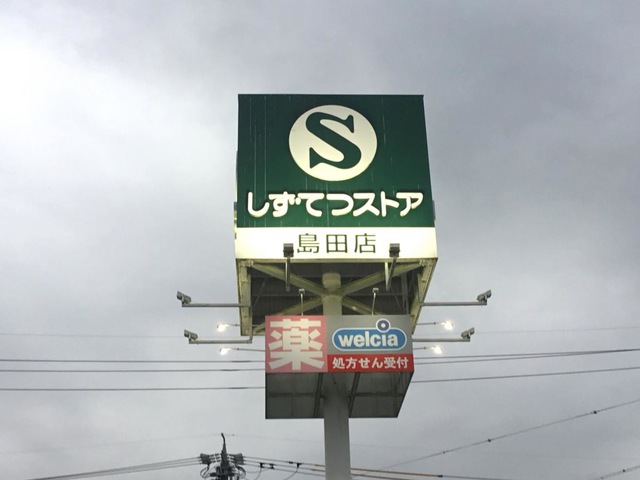 S
しずてつストア
島田店
薬
welcia
処方せん受付